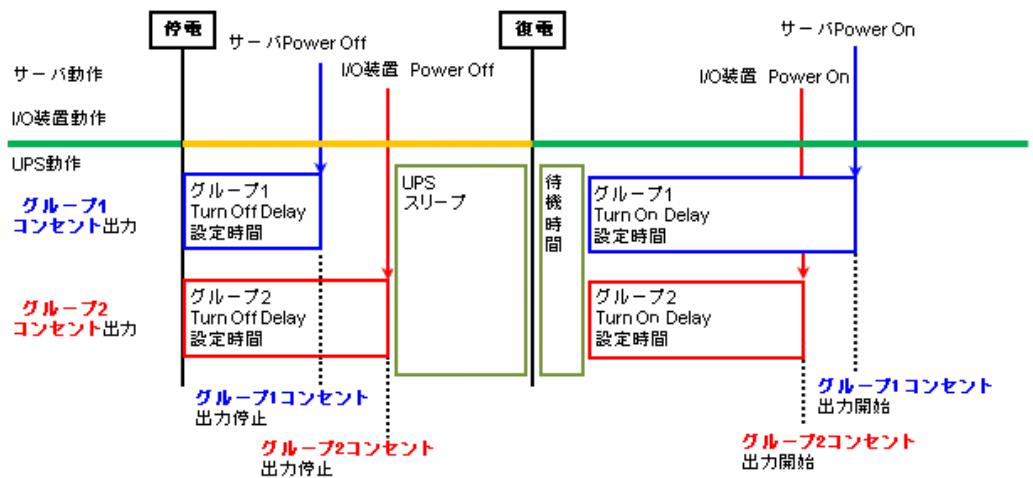 停電
復電
サーバPower Off
サーバPower On
I/O装置 Power Off
I/O装置 Power On
サーバ動作
I/O装置動作
UPS動作
グループ1
コンセント出力
グループ1
Turn Off Delay
設定時間
UPS
スリープ
待機時間
グループ1
Turn On Delay
設定時間
グループ2
コンセント出力
グループ2
Turn Off Delay
設定時間
グループ2
Turn On Delay
設定時間
グループ1コンセント
出力停止
グループ1コンセント
出力開始
グループ2コンセント
出力停止
グループ2コンセント
出力開始